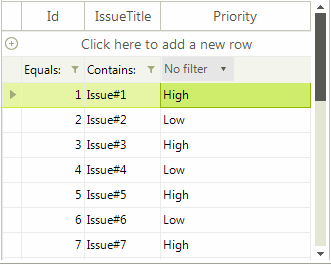 Id IssueTitle Priority
Click here to add a new row
Equals: Contains: No filter
1 Issue#1 High
2 Issue#2 Low
3 Issue#3 High
4 Issue#4 Low
5 Issue#5 High
6 Issue#6 Low
7 Issue#7 High